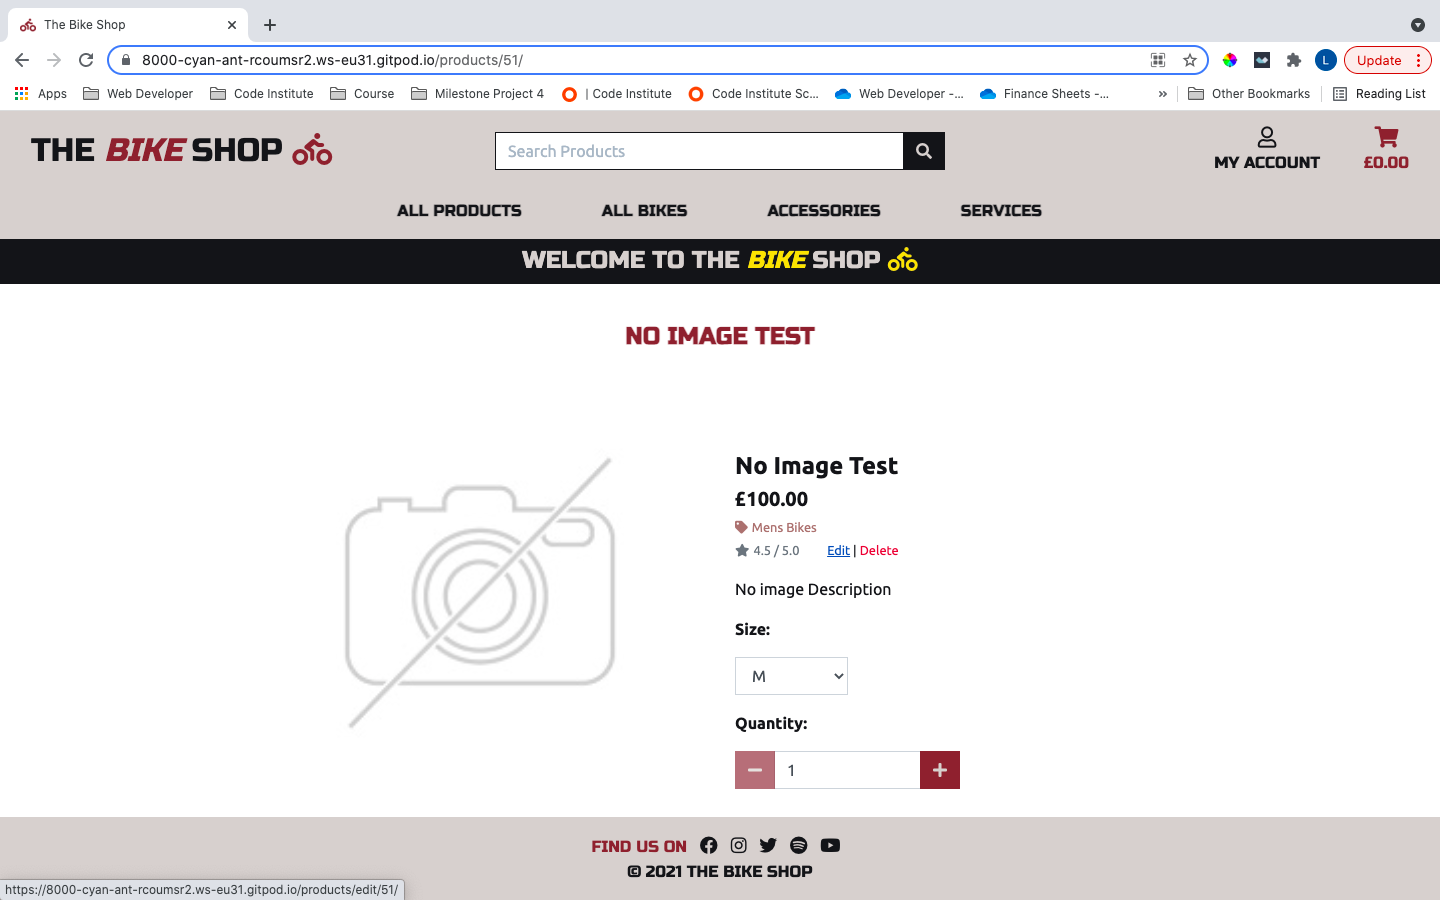 The Bike Shop
8000-cyan-ant-rcoumsr2.ws-eu31.gitpod.io/products/51/
L
Update
Apps
Web Developer
Code Institute
Course
Milestone Project 4
| Code Institute
Code Institute Sc...
Web Developer -...
Finance Sheets -...
»
Other Bookmarks
Reading List
THE BIKE SHOP
Search Products
MY ACCOUNT
£0.00
ALL PRODUCTS
ALL BIKES
ACCESSORIES
SERVICES
WELCOME TO THE BIKE SHOP
NO IMAGE TEST
No Image Test
£100.00
Mens Bikes
4.5 / 5.0 Edit | Delete
No image Description
Size:
M
Quantity:
1
FIND US ON
© 2021 THE BIKE SHOP
https://8000-cyan-ant-rcoumsr2.ws-eu31.gitpod.io/products/edit/51/